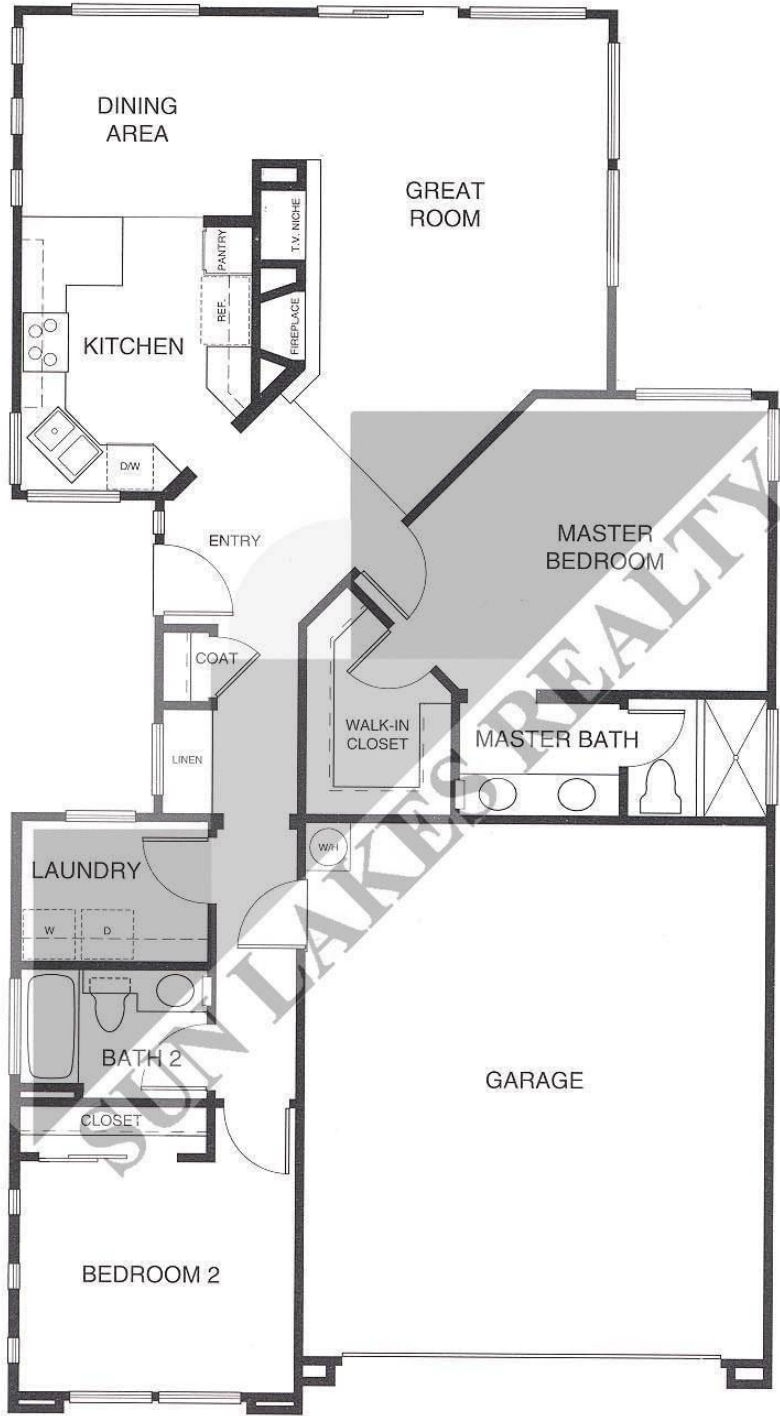 DINING
AREA
GREAT
ROOM
T.V. NICHE
PANTRY
REF.
FIREPLACE
KITCHEN
D/W
ENTRY
MASTER
BEDROOM
COAT
WALK-IN
CLOSET
MASTER BATH
LINEN
W/H
LAUNDRY
W
D
BATH 2
GARAGE
CLOSET
BEDROOM 2
SUN LAKES REALTY